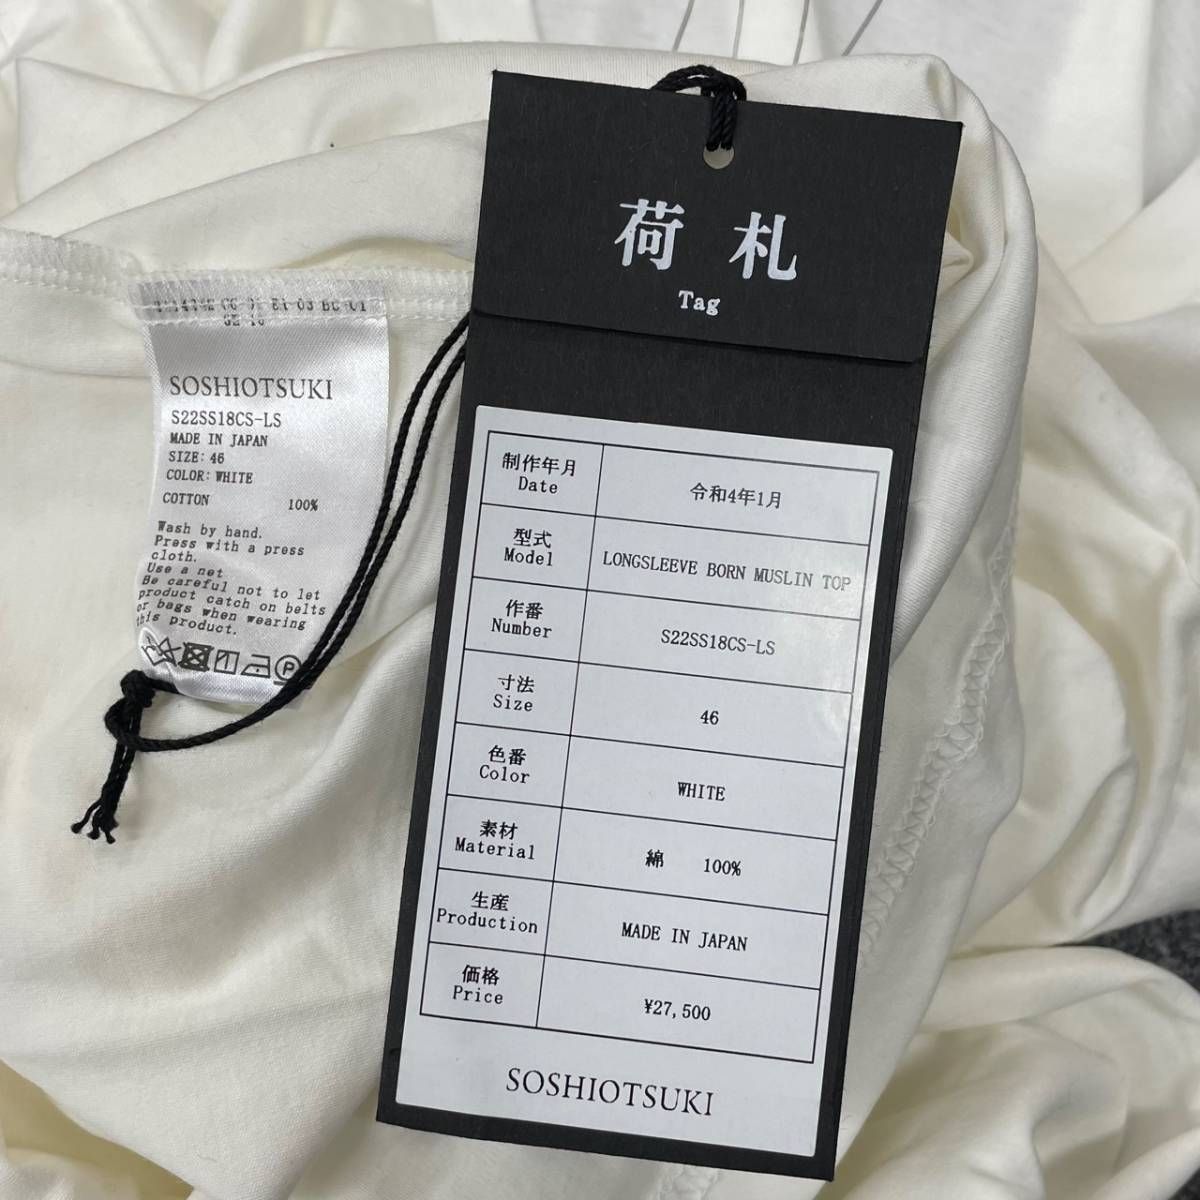 SOSHIOTSUKI
S22SS18CS-LS
MADE IN JAPAN
SIZE: 46
COLOR: WHITE
COTTON 100%
Wash by hand.
Press with a press
cloth.
Use a net
Be careful not to let
product catch on belts
or bags when wearing
this product.
P
荷札
Tag
制作年月 Date
令和4年1月
型式 Model
LONGSLEEVE BORN MUSLIN TOP
作番 Number
S22SS18CS-LS
寸法 Size
46
色番 Color
WHITE
素材 Material
綿 100%
生産 Production
MADE IN JAPAN
価格 Price
¥27,500
SOSHIOTSUKI